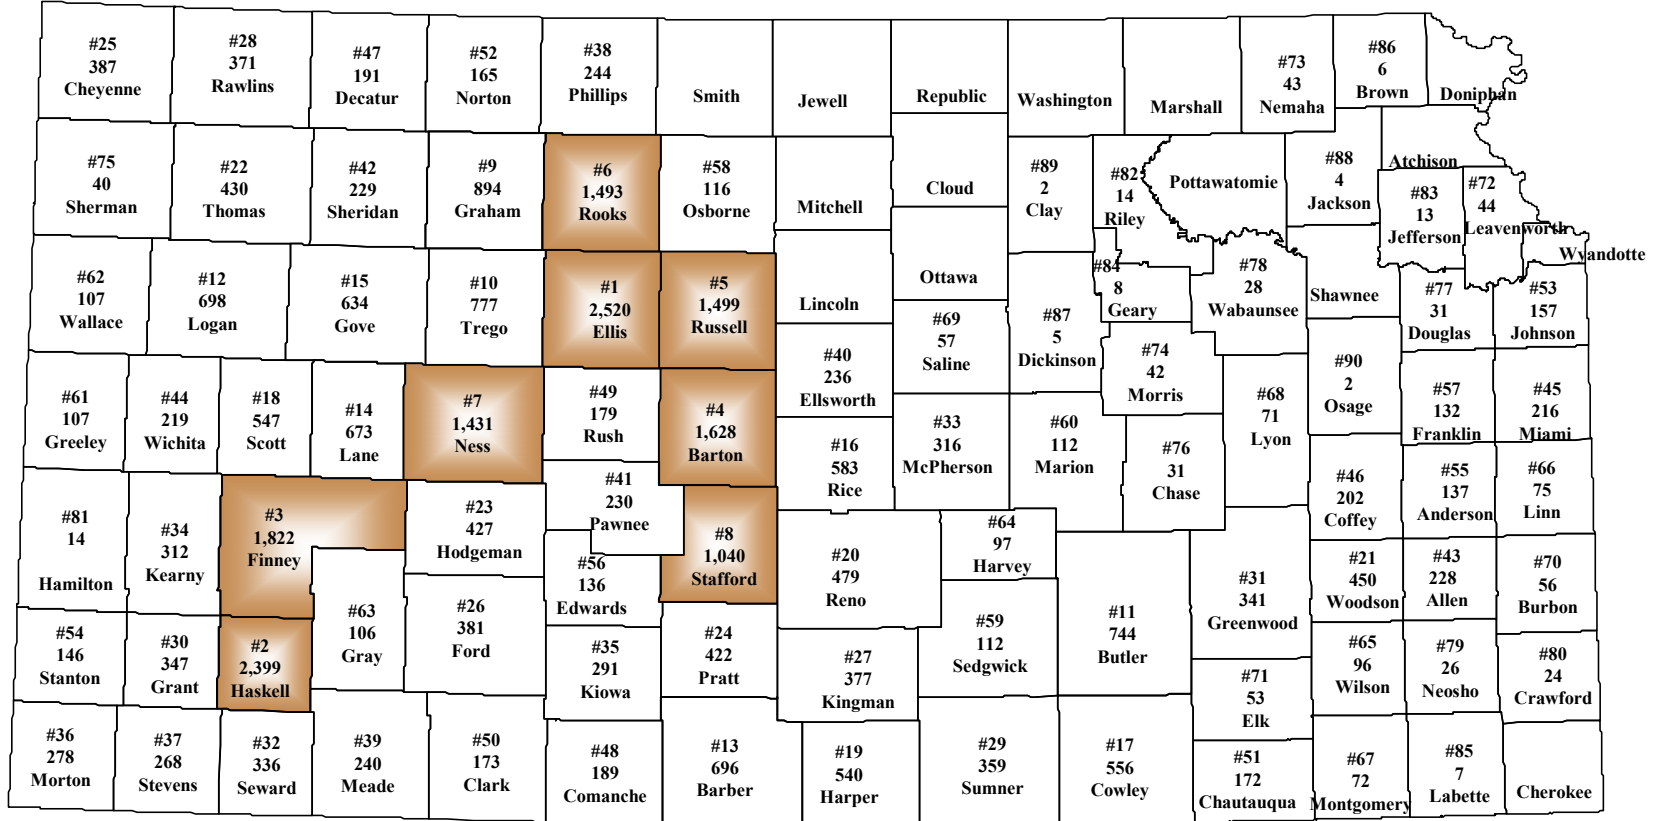 #25
387
Cheyenne
#28
371
Rawlins
#47
191
Decatur
#52
165
Norton
#38
244
Phillips
Smith
Jewell
Republic
Washington
Marshall
#73
43
Nemaha
#86
6
Brown
Doniphan
#75
40
Sherman
#22
430
Thomas
#42
229
Sheridan
#9
894
Graham
#6
1,493
Rooks
#58
116
Osborne
Mitchell
Cloud
#89
2
Clay
#82
14
Riley
Pottawatomie
#88
4
Jackson
Atchison
#83
13
Jefferson
#72
44
Leavenworth
Wyandotte
#62
107
Wallace
#12
698
Logan
#15
634
Gove
#10
777
Trego
#1
2,520
Ellis
#5
1,499
Russell
Lincoln
Ottawa
#69
57
Saline
#87
5
Dickinson
#84
8
Geary
#78
28
Wabaunsee
Shawnee
#77
31
Douglas
#53
157
Johnson
#61
107
Greeley
#44
219
Wichita
#18
547
Scott
#14
673
Lane
#7
1,431
Ness
#49
179
Rush
#4
1,628
Barton
#40
236
Ellsworth
#16
583
Rice
#33
316
McPherson
#60
112
Marion
#74
42
Morris
#76
31
Chase
#68
71
Lyon
#90
2
Osage
#57
132
Franklin
#45
216
Miami
#81
14
Hamilton
#34
312
Kearny
#3
1,822
Finney
#23
427
Hodgeman
#41
230
Pawnee
#8
1,040
Stafford
#20
479
Reno
#64
97
Harvey
#46
202
Coffey
#55
137
Anderson
#66
75
Linn
#63
106
Gray
#26
381
Ford
#56
136
Edwards
#59
112
Sedgwick
#11
744
Butler
#31
341
Greenwood
#21
450
Woodson
#43
228
Allen
#70
56
Burbon
#54
146
Stanton
#30
347
Grant
#2
2,399
Haskell
#35
291
Kiowa
#24
422
Pratt
#27
377
Kingman
#71
53
Elk
#65
96
Wilson
#79
26
Neosho
#80
24
Crawford
#36
278
Morton
#37
268
Stevens
#32
336
Seward
#39
240
Meade
#50
173
Clark
#48
189
Comanche
#13
696
Barber
#19
540
Harper
#29
359
Sumner
#17
556
Cowley
#51
172
Chautauqua
#67
72
Montgomery
#85
7
Labette
Cherokee